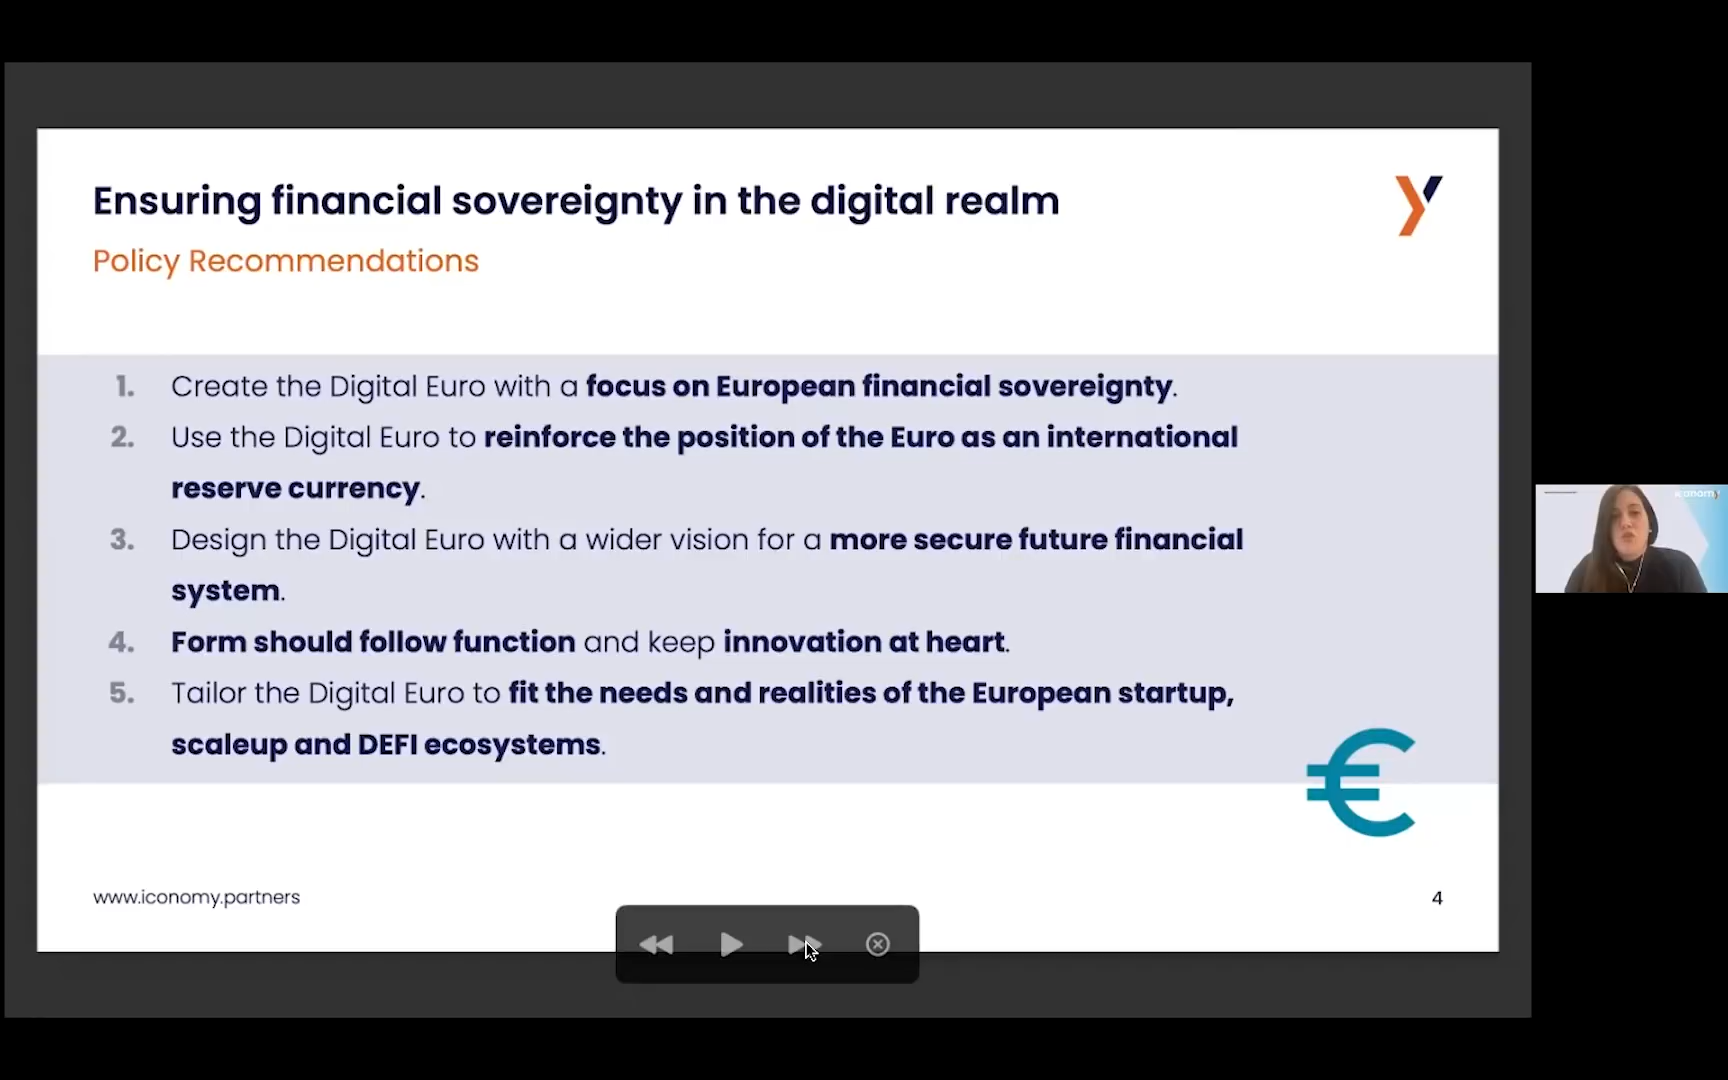 Ensuring financial sovereignty in the digital realm
Policy Recommendations
1. Create the Digital Euro with a focus on European financial sovereignty.
2. Use the Digital Euro to reinforce the position of the Euro as an international
reserve currency.
3. Design the Digital Euro with a wider vision for a more secure future financial
system.
4. Form should follow function and keep innovation at heart.
5. Tailor the Digital Euro to fit the needs and realities of the European startup,
scaleup and DEFI ecosystems.
www.iconomy.partners
4
iconomy